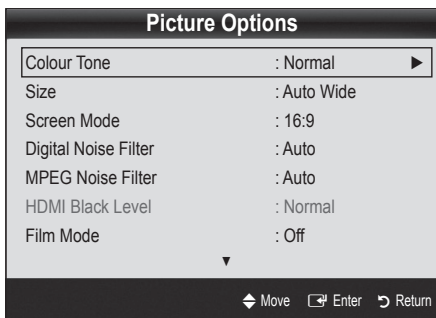 Picture Options
Colour Tone : Normal ▶
Size : Auto Wide
Screen Mode : 16:9
Digital Noise Filter : Auto
MPEG Noise Filter : Auto
HDMI Black Level : Normal
Film Mode : Off
▼
Move Enter Return